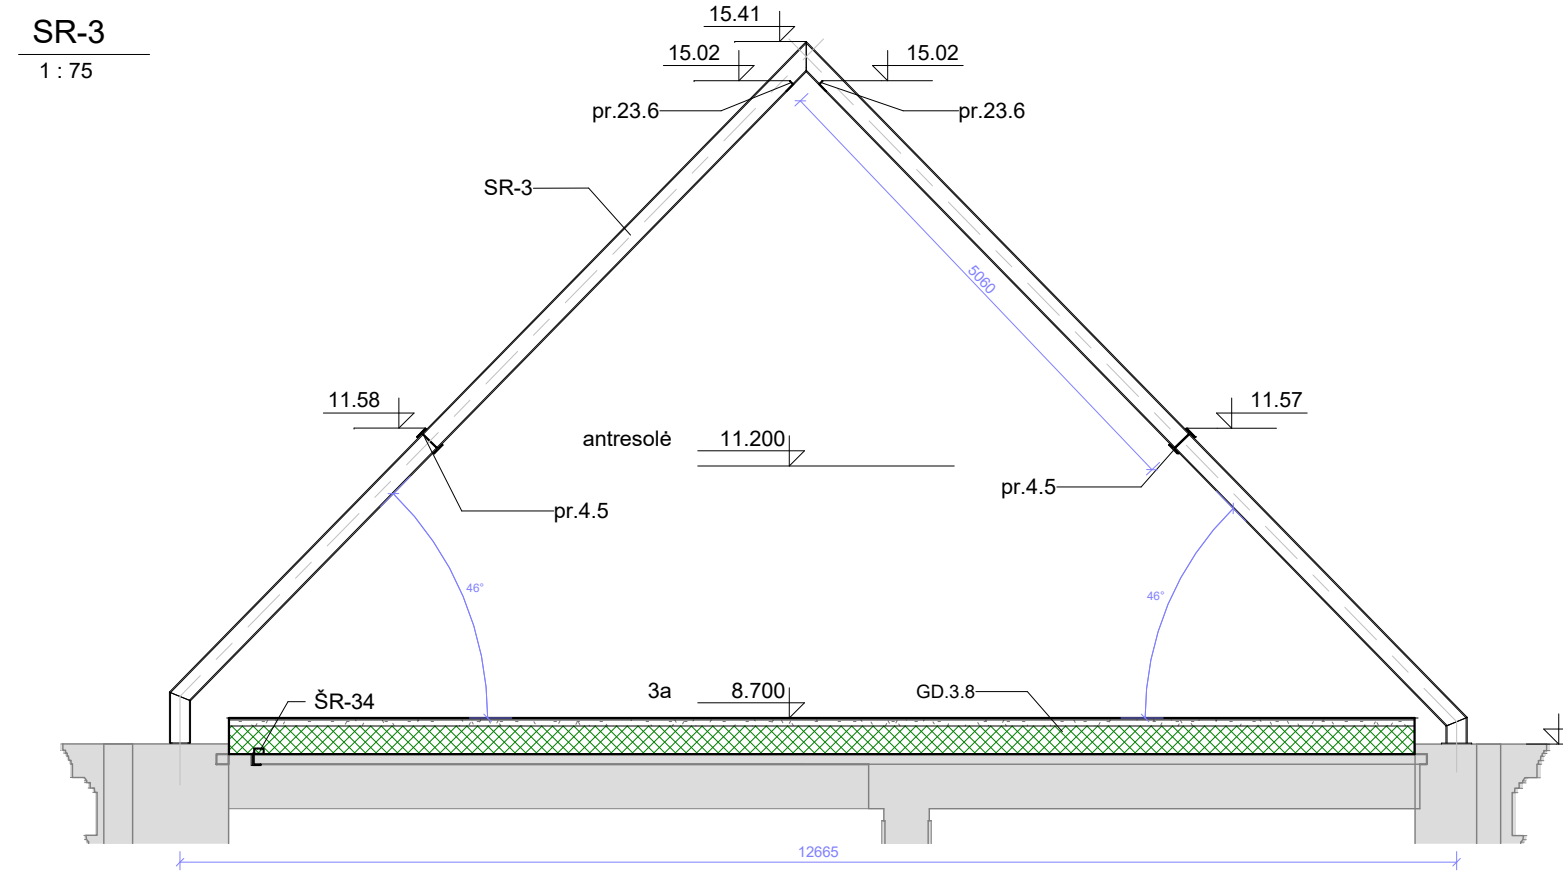 SR-3
1 : 75
15.41
15.02
15.02
pr.23.6
pr.23.6
SR-3
5060
11.58
11.57
antresolė 11.200
pr.4.5
pr.4.5
46°
46°
3a 8.700
GD.3.8
ŠR-34
12665